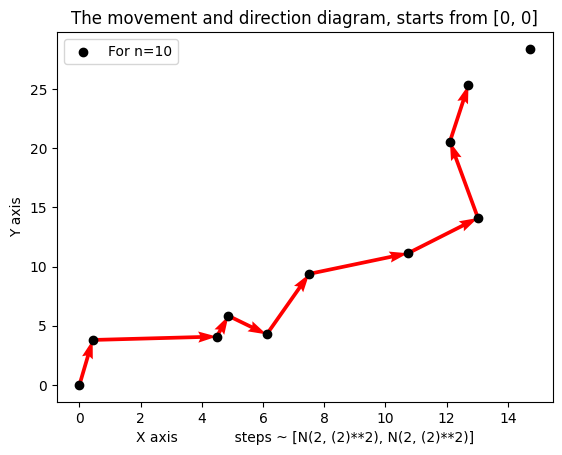 The movement and direction diagram, starts from [0, 0]
For n=10
25
20
15
10
5
0
Y axis
0 2 4 6 8 10 12 14
X axis steps ~ [N(2, (2)**2), N(2, (2)**2)]